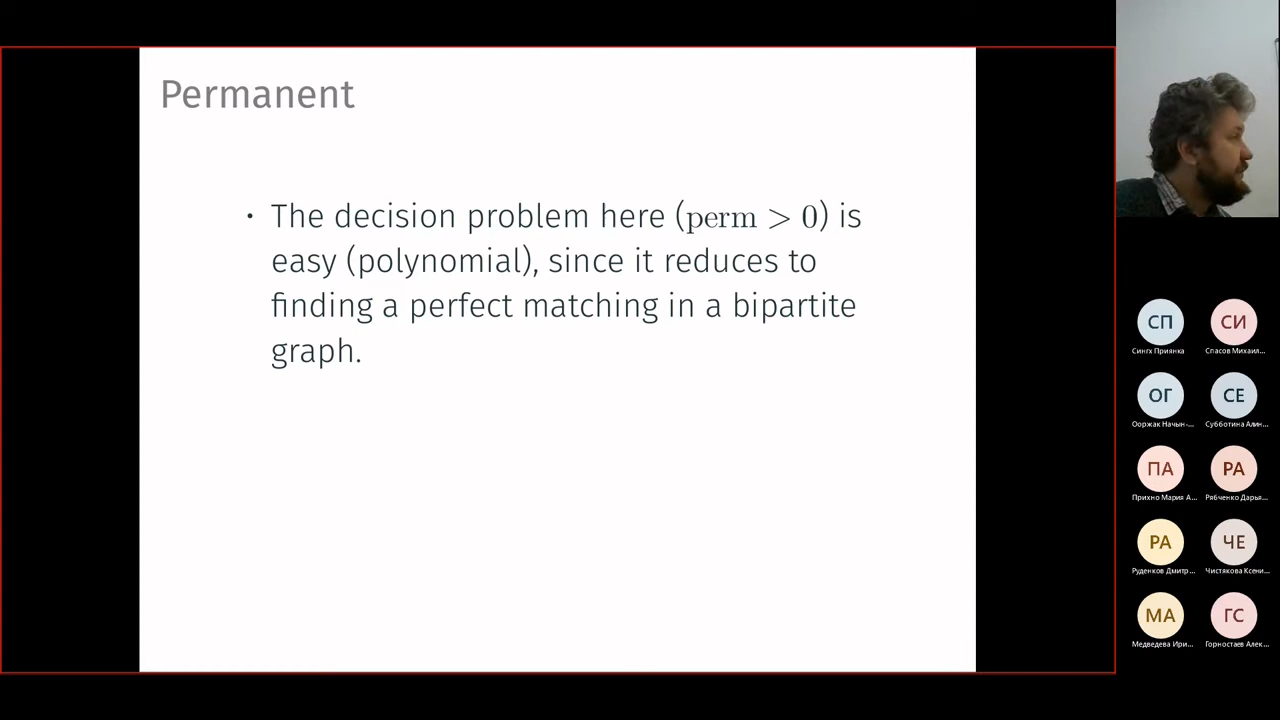 Permanent
• The decision problem here (perm > 0) is
easy (polynomial), since it reduces to
finding a perfect matching in a bipartite
graph.
СП
СИ
Сингх Приянка
Спасов Михаил...
ОГ
СЕ
Ооржак Начын-...
Субботина Алин...
ПА
РА
Прихно Мария А...
Рябченко Дарья...
РА
ЧЕ
Руденков Дмитр...
Чистякова Ксени...
МА
ГС
Медведева Ири...
Горностаев Алек...